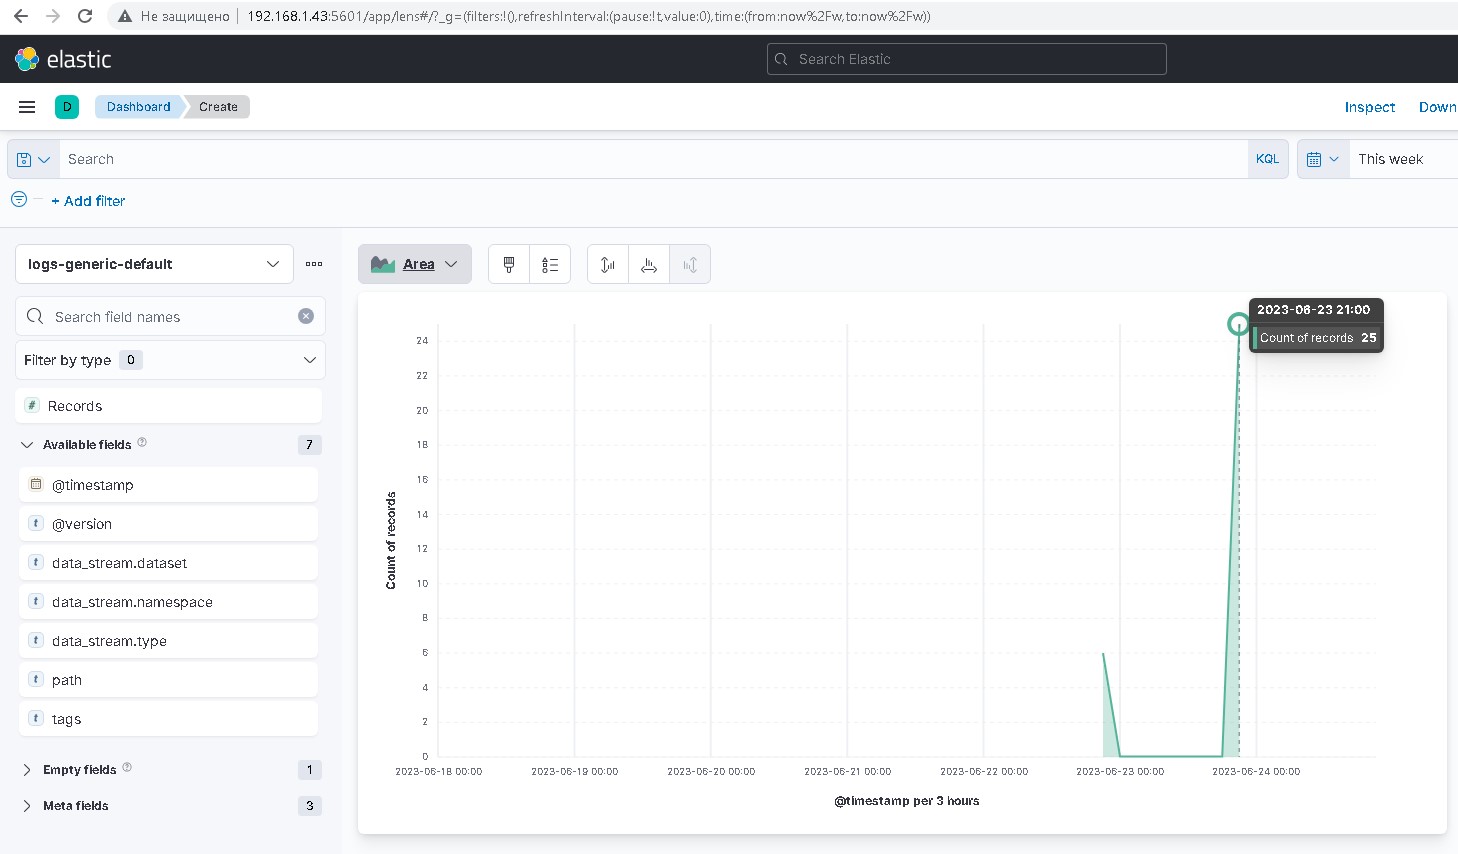 Не защищено
192.168.1.43:5601/app/lens#/?_g=(filters:!(),refreshInterval:(pause:!t,value:0),time:(from:now%2Fw,to:now%2Fw))
elastic
Search Elastic
D
Dashboard
Create
Inspect
Down
Search
KQL
This week
+ Add filter
logs-generic-default
Area
Search field names
Filter by type 0
# Records
Available fields ? 7
@timestamp
t @version
t data_stream.dataset
t data_stream.namespace
t data_stream.type
t path
t tags
Empty fields ? 1
Meta fields 3
2023-06-23 21:00
Count of records 25
Count of records
24
22
20
18
16
14
12
10
8
6
4
2
0
2023-06-18 00:00
2023-06-19 00:00
2023-06-20 00:00
2023-06-21 00:00
2023-06-22 00:00
2023-06-23 00:00
2023-06-24 00:00
@timestamp per 3 hours